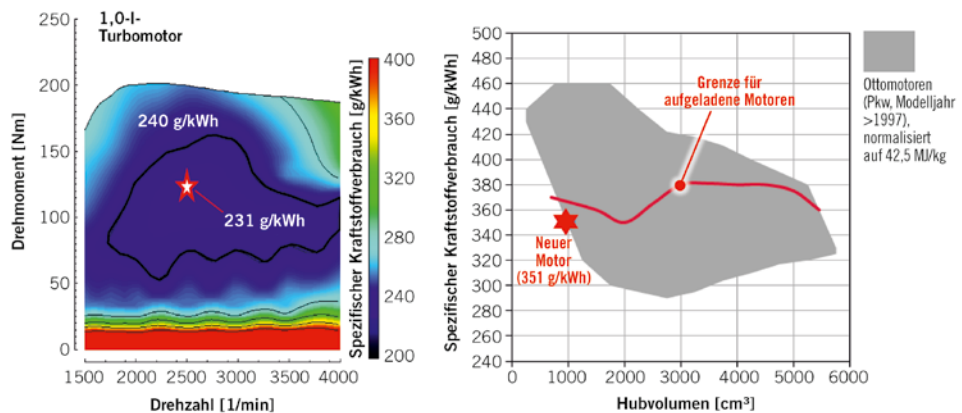 1,0-l-
Turbomotor
Drehmoment [Nm]
250
200
150
100
50
0
1500
2000
2500
3000
3500
4000
Drehzahl [1/min]
240 g/kWh
231 g/kWh
Spezifischer Kraftstoffverbrauch [g/kWh]
400
360
320
280
240
200
Spezifischer Kraftstoffverbrauch [g/kWh]
500
480
460
440
420
400
380
360
340
320
300
280
260
240
0
1000
2000
3000
4000
5000
6000
Hubvolumen [cm³]
Grenze für
aufgeladene Motoren
Neuer
Motor
(351 g/kWh)
Ottomotoren
(Pkw, Modelljahr
>1997),
normalisiert
auf 42,5 MJ/kg